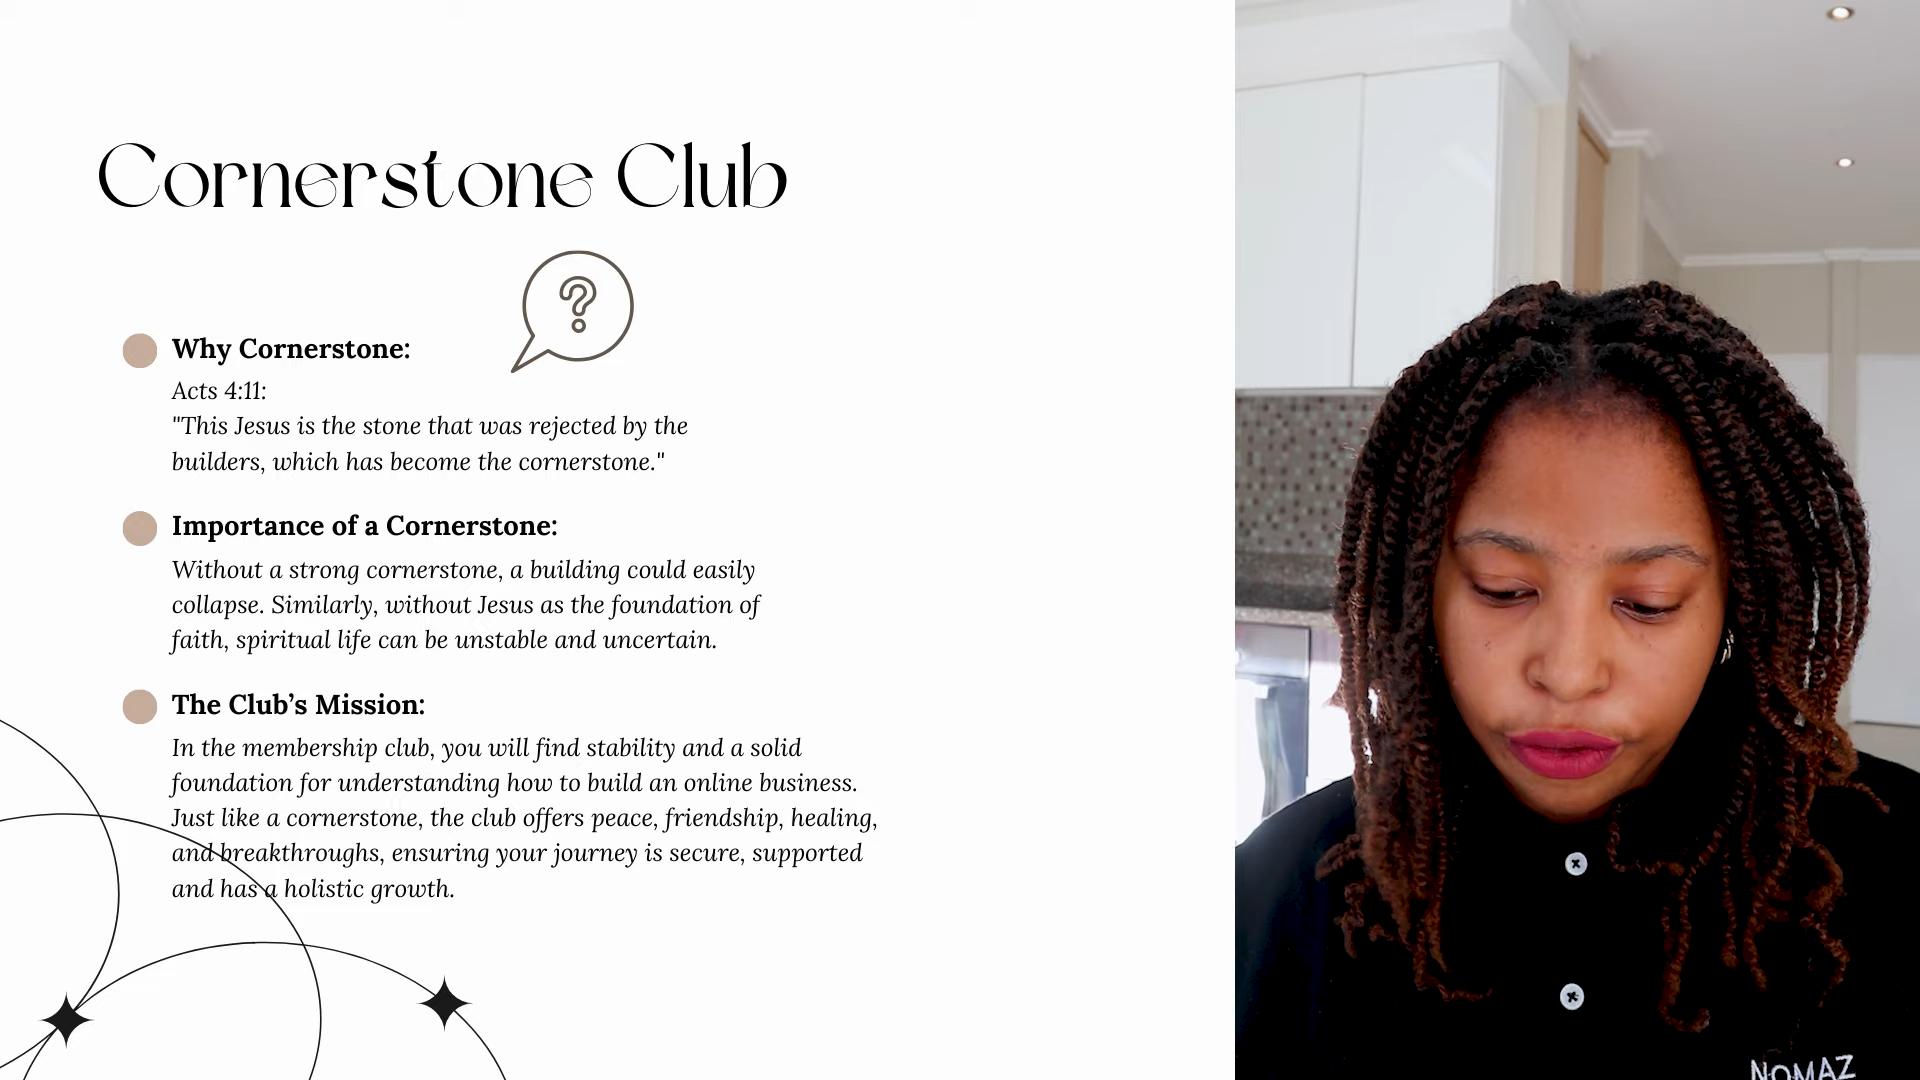 Cornerstone Club
?
Why Cornerstone:
Acts 4:11:
"This Jesus is the stone that was rejected by the
builders, which has become the cornerstone."
Importance of a Cornerstone:
Without a strong cornerstone, a building could easily
collapse. Similarly, without Jesus as the foundation of
faith, spiritual life can be unstable and uncertain.
The Club’s Mission:
In the membership club, you will find stability and a solid
foundation for understanding how to build an online business.
Just like a cornerstone, the club offers peace, friendship, healing,
and breakthroughs, ensuring your journey is secure, supported
and has a holistic growth.
NOMAZ